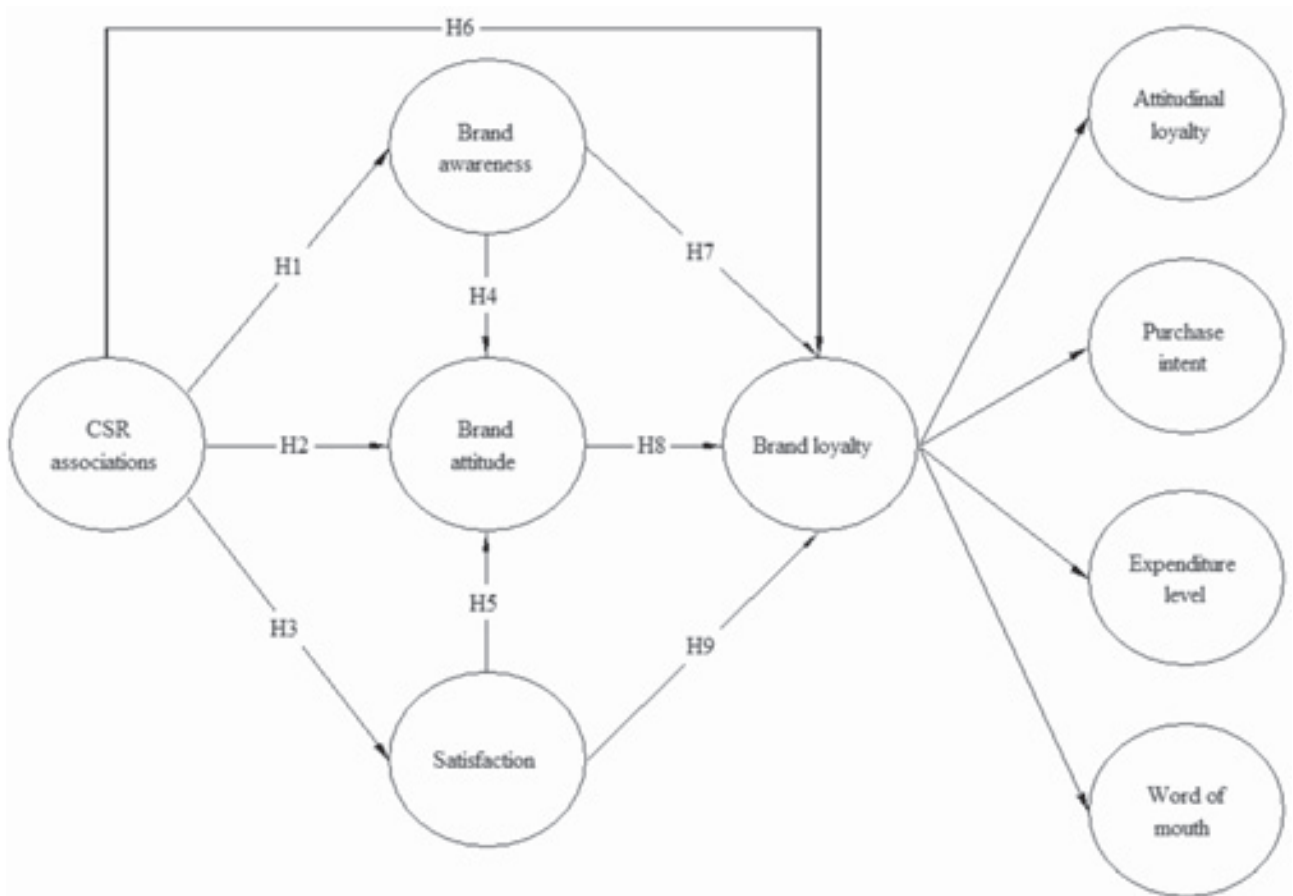 H6
Brand
awareness
Attitudinal
loyalty
H1
H7
H4
Purchase
intent
CSR
associations
H2
Brand
attitude
H8
Brand loyalty
Expenditure
level
H3
H5
H9
Satisfaction
Word of
mouth